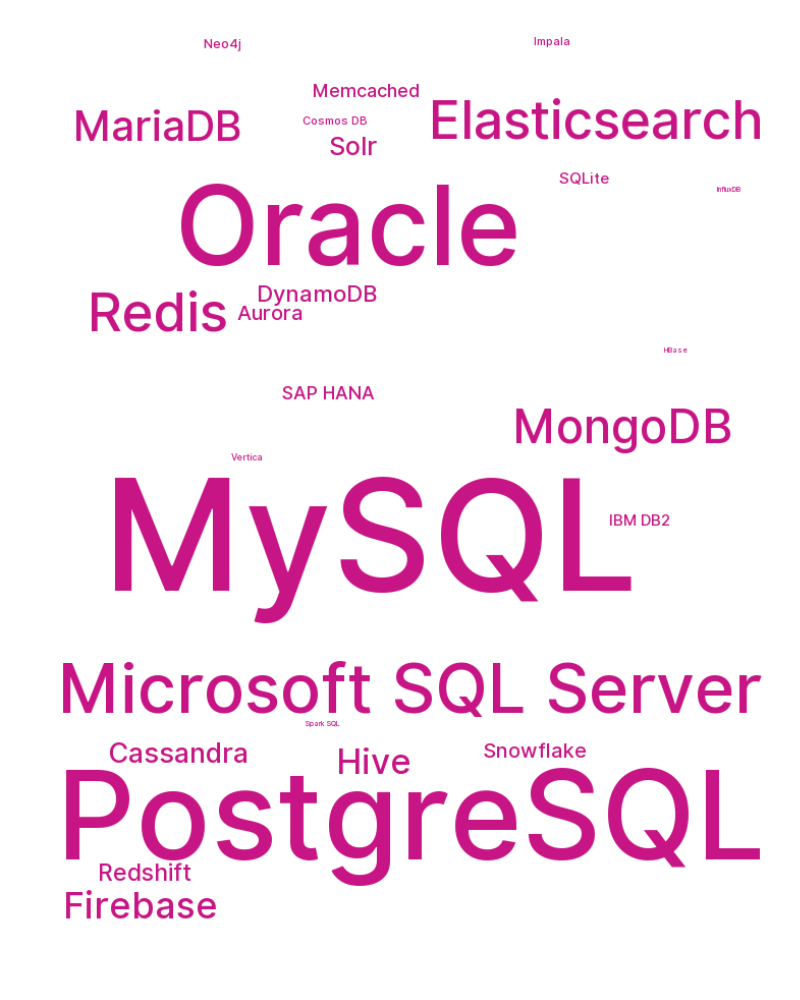 Neo4j
Impala
Memcached
MariaDB
Elasticsearch
Cosmos DB
Solr
SQLite
InfluxDB
Oracle
DynamoDB
Redis
Aurora
HBase
SAP HANA
MongoDB
Vertica
MySQL
IBM DB2
Microsoft SQL Server
Spark SQL
Cassandra
Hive
Snowflake
PostgreSQL
Redshift
Firebase